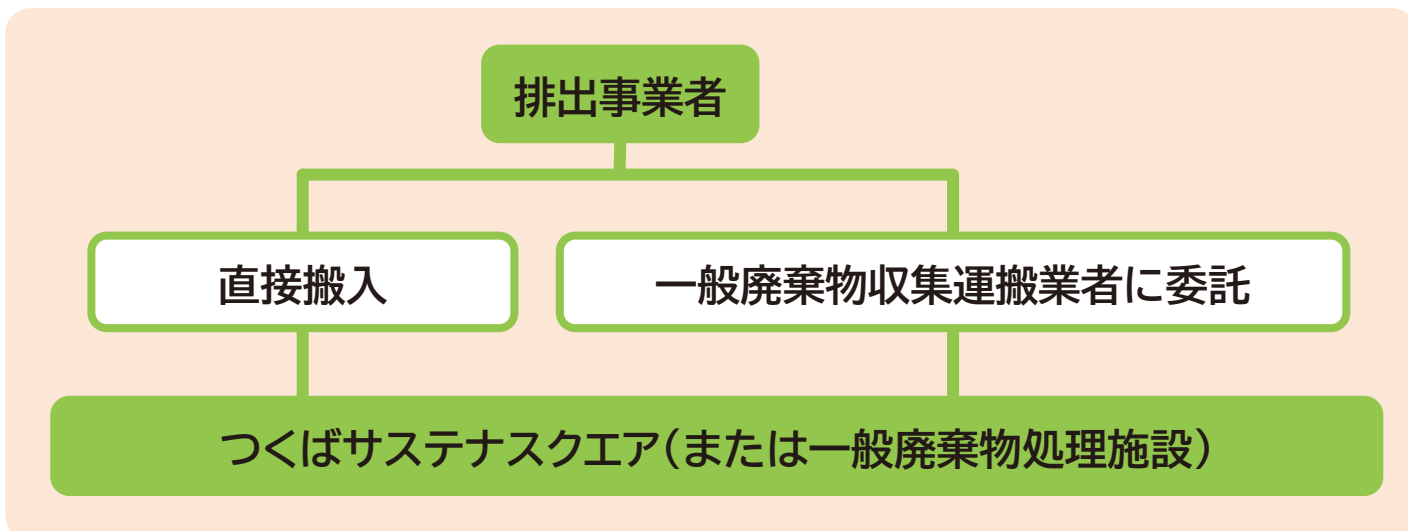 排出事業者
直接搬入
一般廃棄物収集運搬業者に委託
つくばサステナスクエア(または一般廃棄物処理施設)